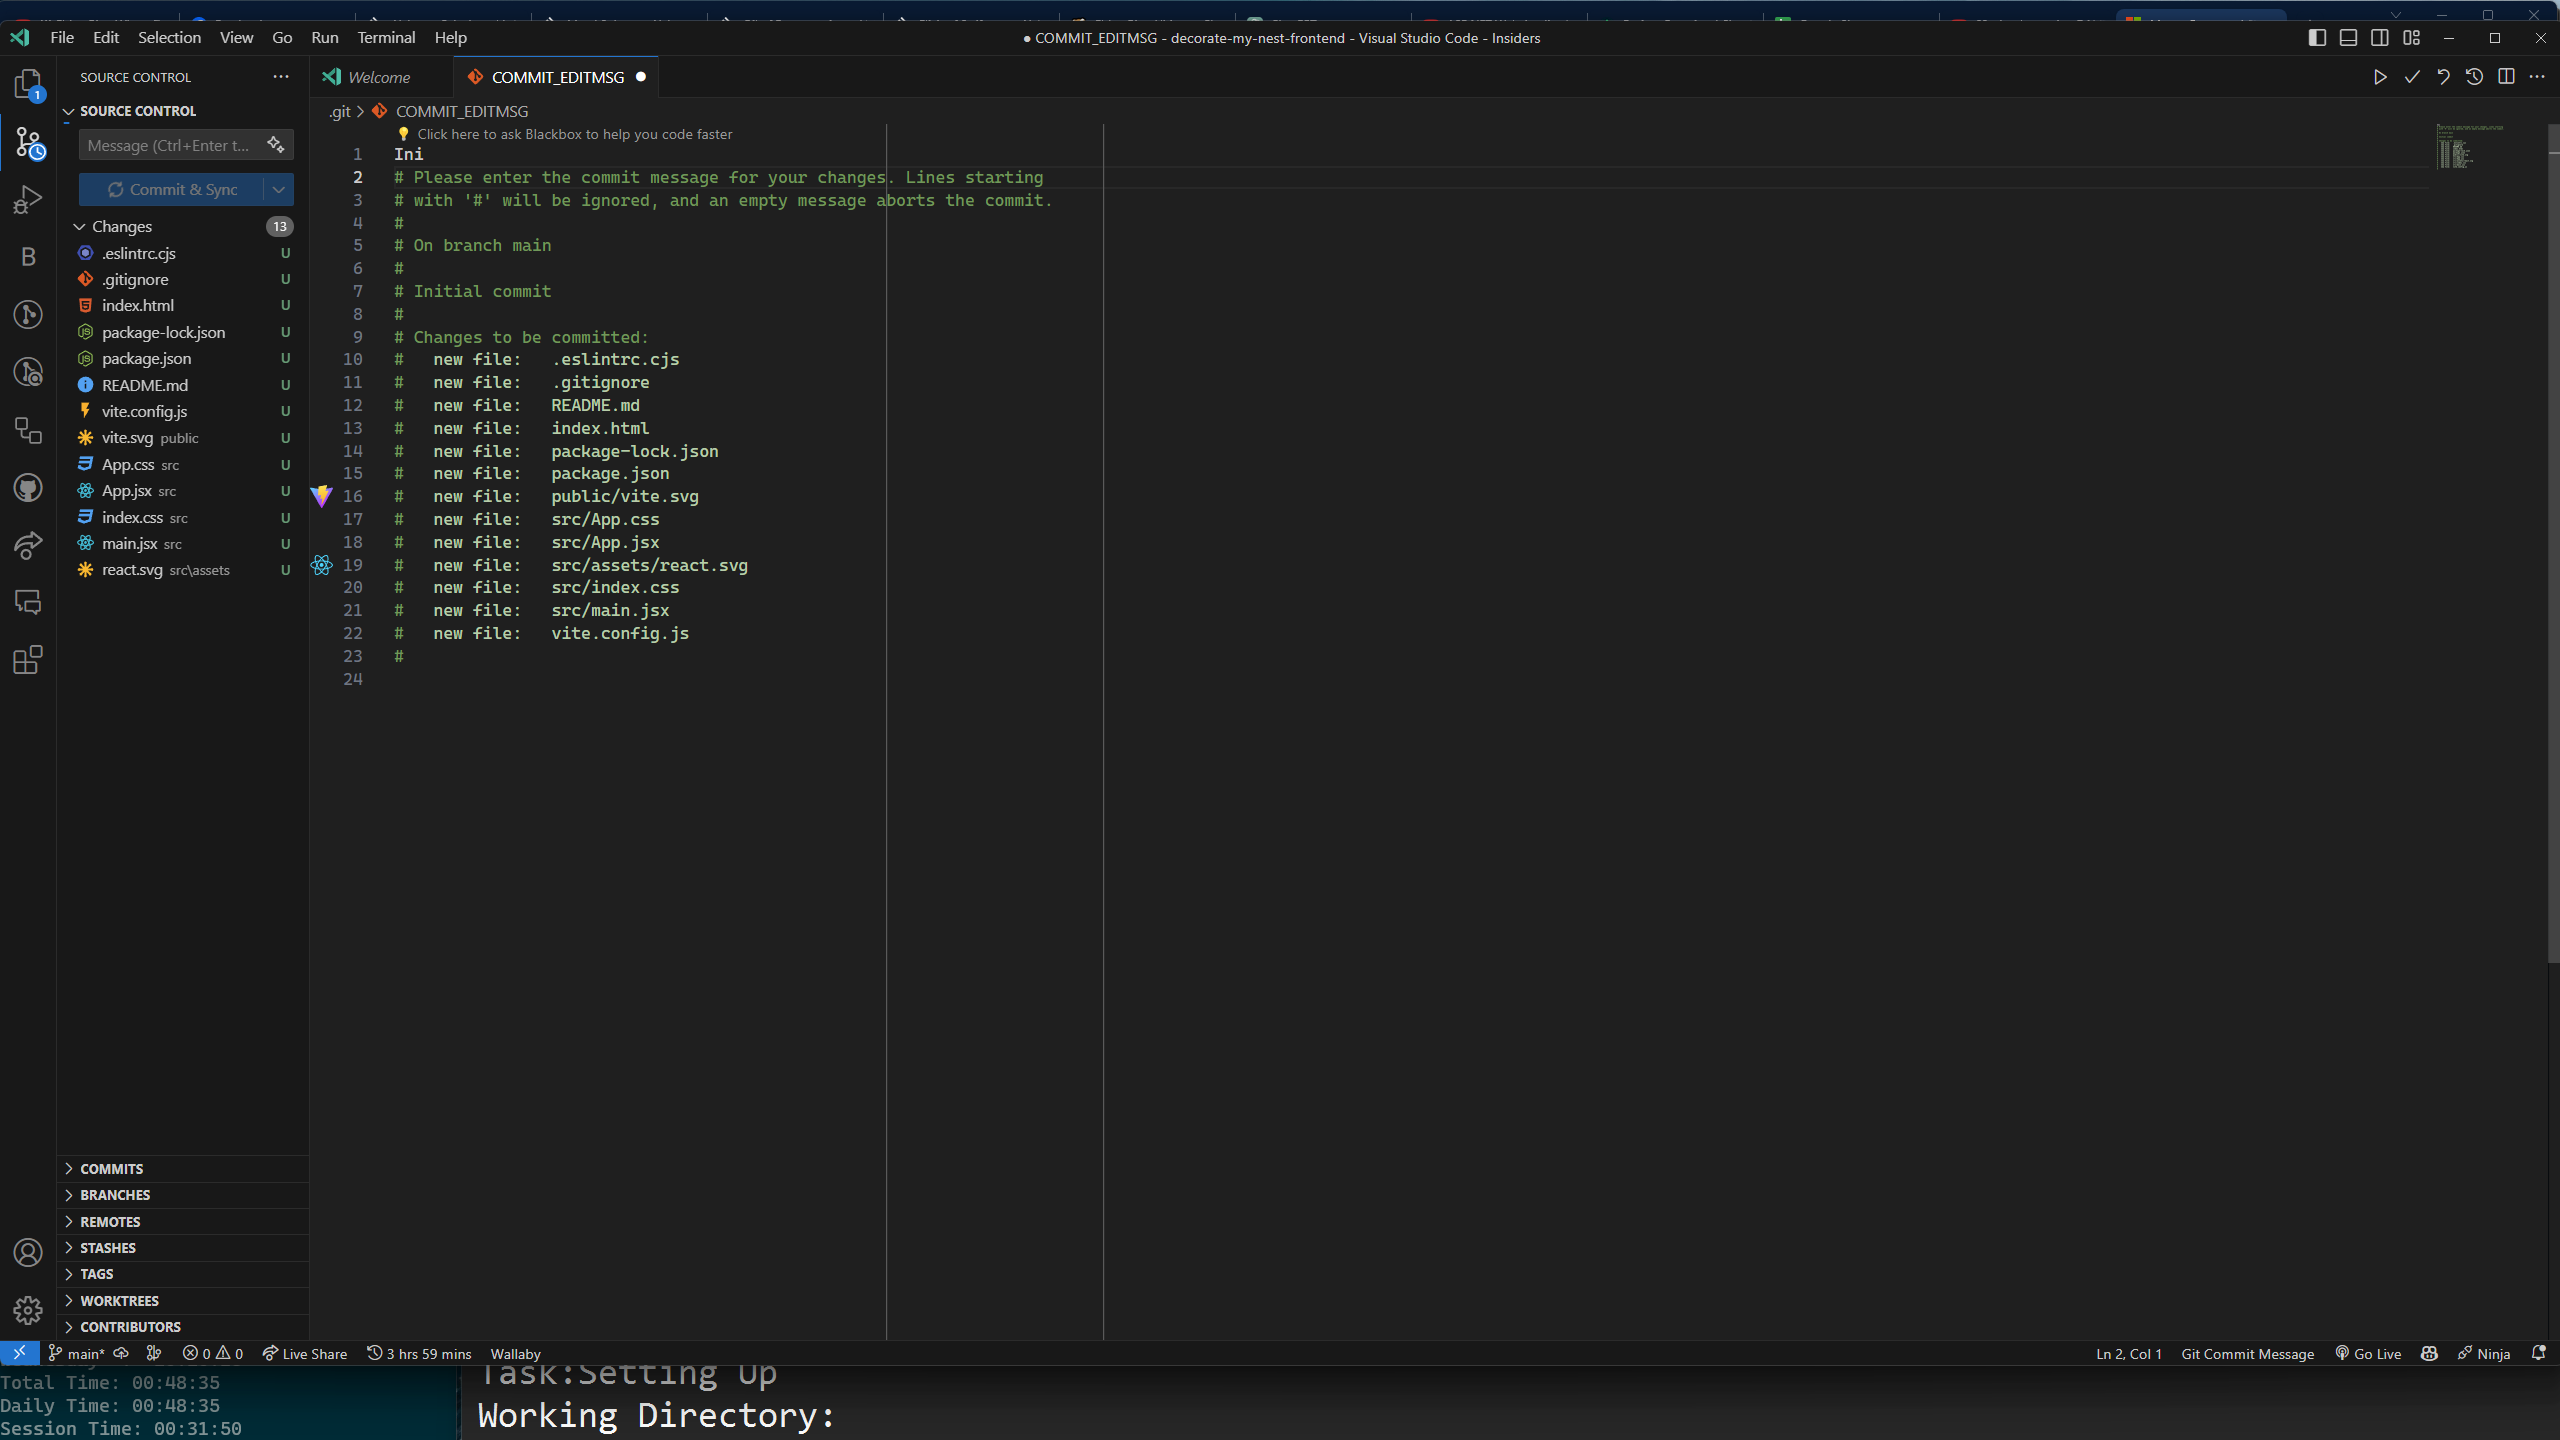 File Edit Selection View Go Run Terminal Help
● COMMIT_EDITMSG - decorate-my-nest-frontend - Visual Studio Code - Insiders
SOURCE CONTROL
Welcome
COMMIT_EDITMSG
1
SOURCE CONTROL
.git > COMMIT_EDITMSG
Click here to ask Blackbox to help you code faster
Message (Ctrl+Enter t...
Commit & Sync
Changes 13
.eslintrc.cjs U
.gitignore U
index.html U
package-lock.json U
package.json U
README.md U
vite.config.js U
vite.svg public U
App.css src U
App.jsx src U
index.css src U
main.jsx src U
react.svg src\assets U
B
1 Ini
2 # Please enter the commit message for your changes. Lines starting
3 # with '#' will be ignored, and an empty message aborts the commit.
4 #
5 # On branch main
6 #
7 # Initial commit
8 #
9 # Changes to be committed:
10 # new file: .eslintrc.cjs
11 # new file: .gitignore
12 # new file: README.md
13 # new file: index.html
14 # new file: package-lock.json
15 # new file: package.json
16 # new file: public/vite.svg
17 # new file: src/App.css
18 # new file: src/App.jsx
19 # new file: src/assets/react.svg
20 # new file: src/index.css
21 # new file: src/main.jsx
22 # new file: vite.config.js
23 #
24
COMMITS
BRANCHES
REMOTES
STASHES
TAGS
WORKTREES
CONTRIBUTORS
main* 0 0 Live Share 3 hrs 59 mins Wallaby
Ln 2, Col 1 Git Commit Message Go Live Ninja
Total Time: 00:48:35
Daily Time: 00:48:35
Session Time: 00:31:50
Task:Setting Up
Working Directory: